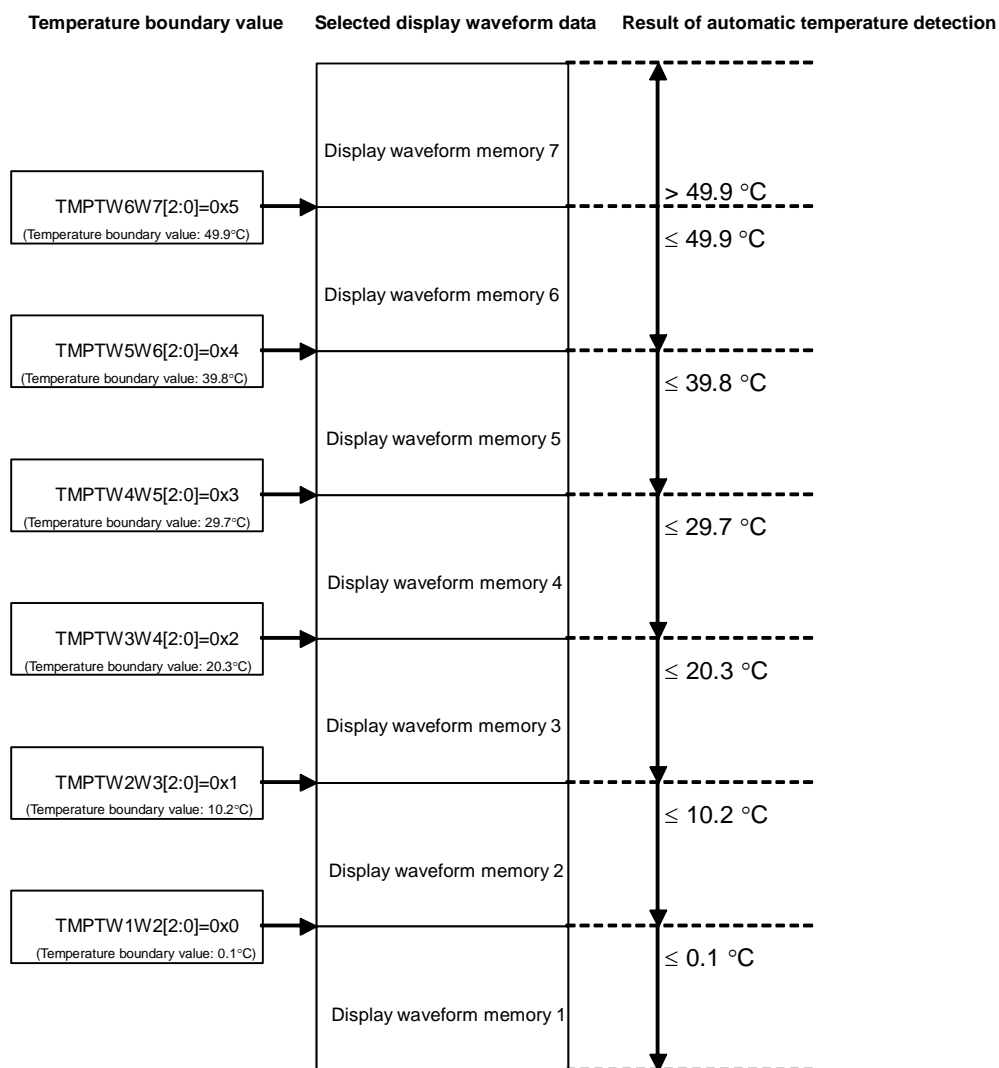 Temperature boundary value Selected display waveform data Result of automatic temperature detection
Display waveform memory 7
TMPTW6W7[2:0]=0x5
(Temperature boundary value: 49.9°C)
> 49.9 °C
≤ 49.9 °C
Display waveform memory 6
TMPTW5W6[2:0]=0x4
(Temperature boundary value: 39.8°C)
≤ 39.8 °C
Display waveform memory 5
TMPTW4W5[2:0]=0x3
(Temperature boundary value: 29.7°C)
≤ 29.7 °C
Display waveform memory 4
TMPTW3W4[2:0]=0x2
(Temperature boundary value: 20.3°C)
≤ 20.3 °C
Display waveform memory 3
TMPTW2W3[2:0]=0x1
(Temperature boundary value: 10.2°C)
≤ 10.2 °C
Display waveform memory 2
TMPTW1W2[2:0]=0x0
(Temperature boundary value: 0.1°C)
≤ 0.1 °C
Display waveform memory 1